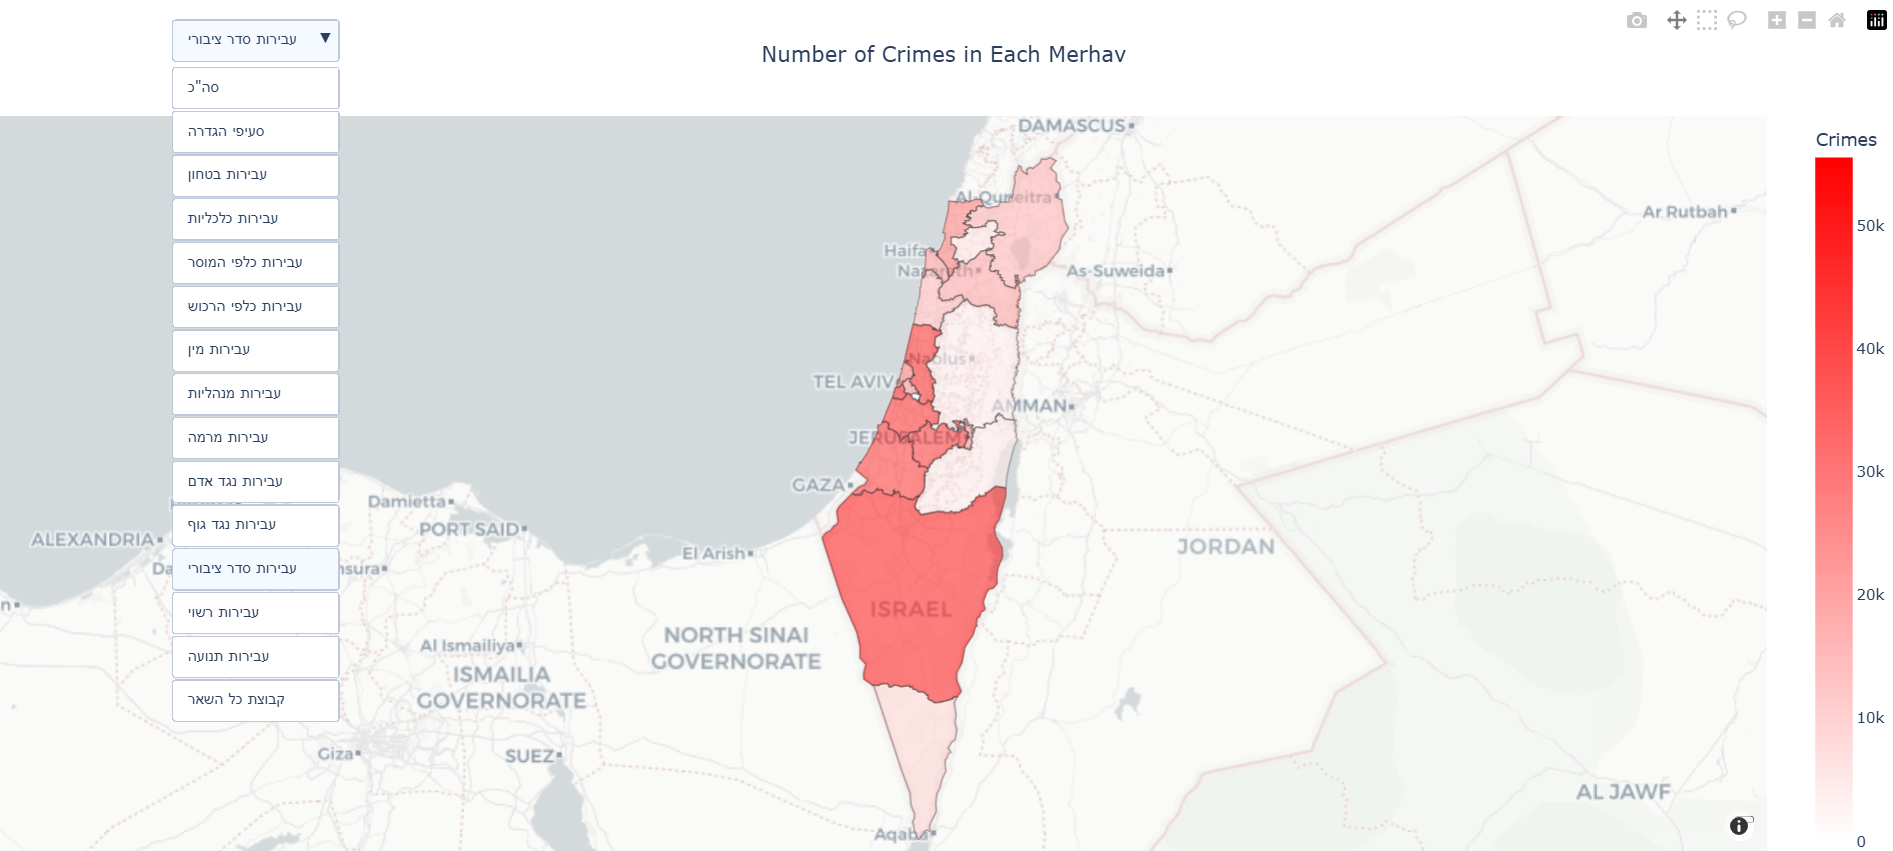 עבירות סדר ציבורי ▼
Number of Crimes in Each Merhav
סה"כ
סעיפי הגדרה
עבירות בטחון
עבירות כלכליות
עבירות כלפי המוסר
עבירות כלפי הרכוש
עבירות מין
עבירות מנהליות
עבירות מרמה
עבירות נגד אדם
עבירות נגד גוף
עבירות סדר ציבורי
עבירות רשוי
עבירות תנועה
קבוצת כל השאר
DAMASCUS
Al-Quneitra
Ar Rutbah
Haifa
Nazareth
As-Suweida
Nablus
TEL AVIV
AMMAN
JERUSALEM
GAZA
Damietta
PORT SAID
ALEXANDRIA
El Arish
JORDAN
ISRAEL
NORTH SINAI
GOVERNORATE
Al Ismailiya
ISMAILIA
GOVERNORATE
Giza
SUEZ
AL JAWF
Aqaba
Crimes
50k
40k
30k
20k
10k
0